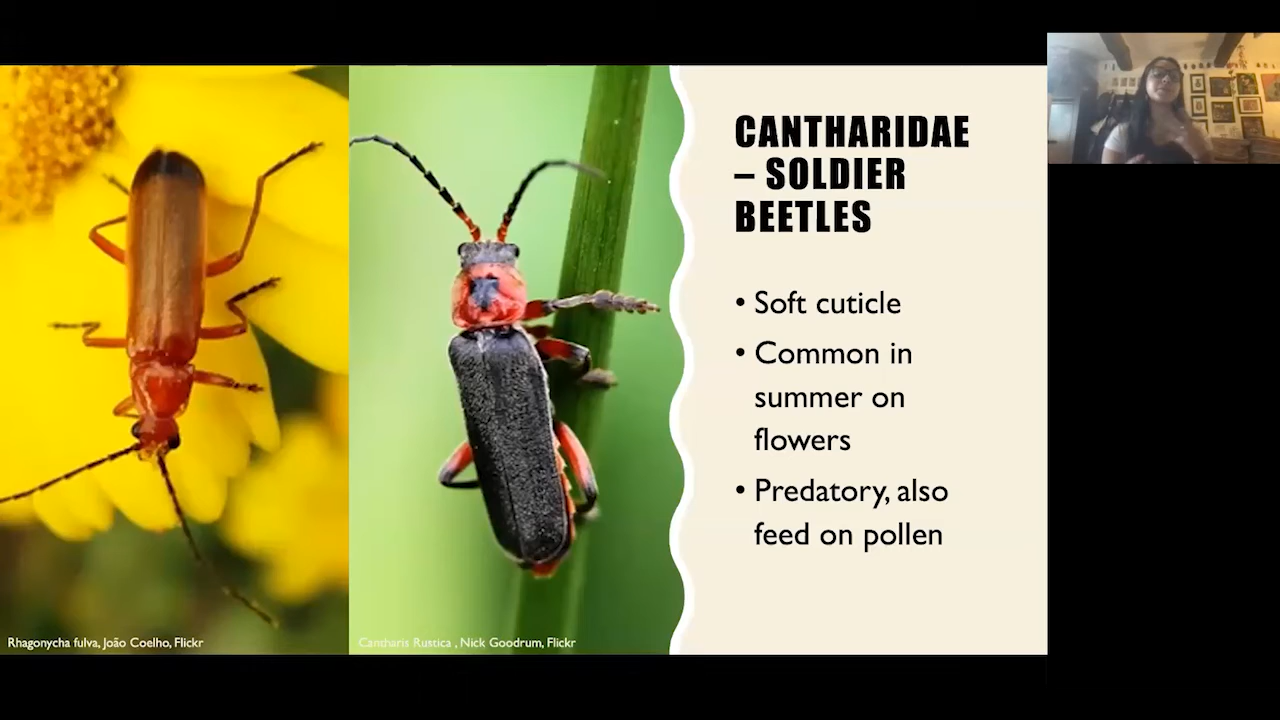 CANTHARIDAE
– SOLDIER
BEETLES
• Soft cuticle
• Common in
summer on
flowers
• Predatory, also
feed on pollen
Rhagonycha fulva, João Coelho, Flickr
Cantharis Rustica , Nick Goodrum, Flickr